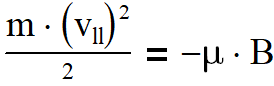 m · (v_ll)^2 / 2 = −μ · B